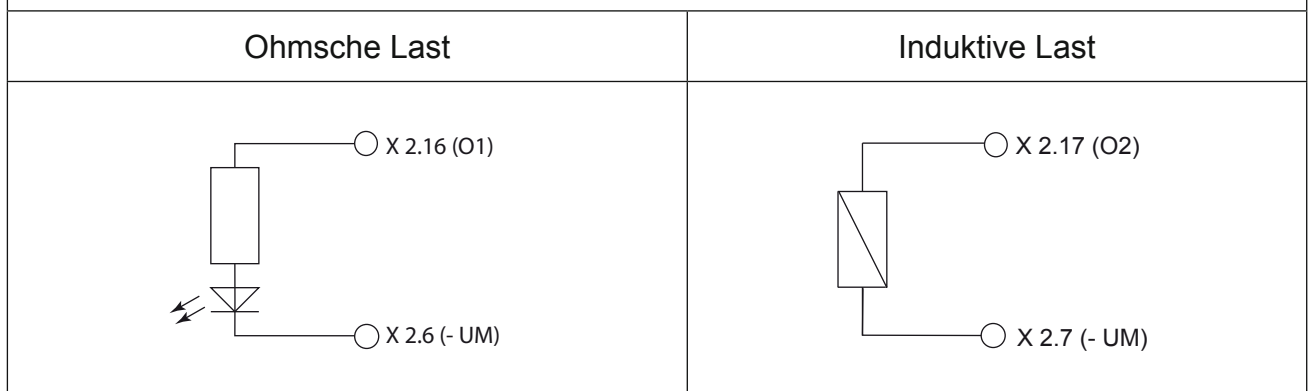 Ohmsche Last
Induktive Last
X 2.16 (O1)
X 2.6 (- UM)
X 2.17 (O2)
X 2.7 (- UM)